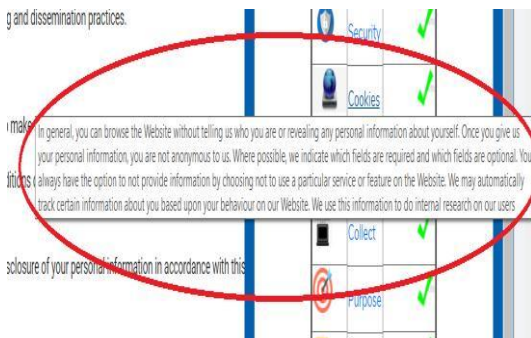 g and dissemination practices.
Security
Cookies
make
In general, you can browse the Website without telling us who you are or revealing any personal information about yourself. Once you give us
your personal information, you are not anonymous to us. Where possible, we indicate which fields are required and which fields are optional. You
always have the option to not provide information by choosing not to use a particular service or feature on the Website. We may automatically
track certain information about you based upon your behaviour on our Website. We use this information to do internal research on our users
ditions
Collect
sclosure of your personal information in accordance with this
Purpose